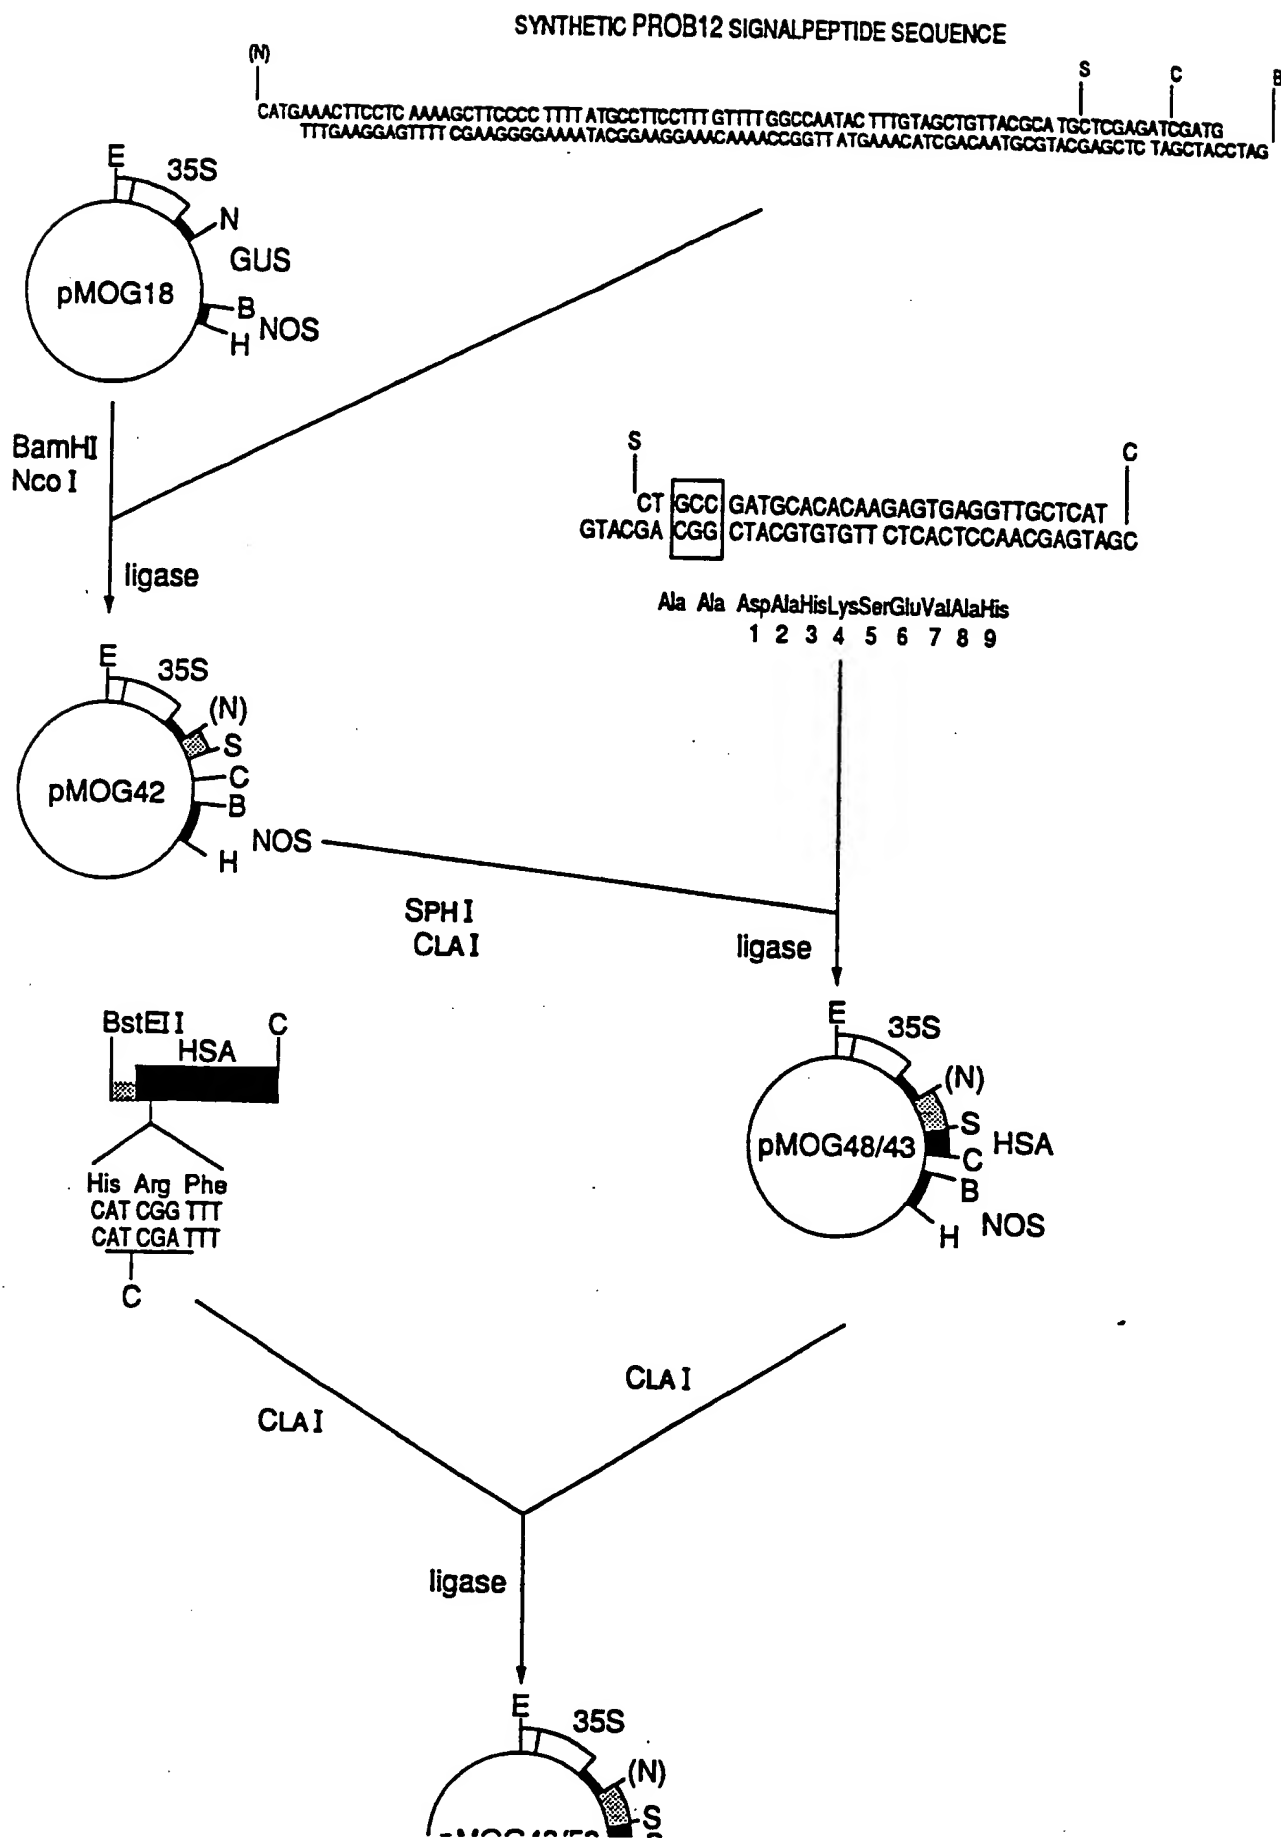 SYNTHETIC PROB12 SIGNALPEPTIDE SEQUENCE
(N)
S
C
B
CATGAAACTTCCTC AAAAGCTTCCCC TTTT ATGCCTTCCTTT GTTTT GGCCAATAC TTTGTAGCTGTTACGCA TGCTCGAGATCGATG
TTTGAAGGAGTTTT CGAAGGGGAAAATACGGAAGGAAACAAAACCGGTT ATGAAACATCGACAATGCGTACGAGCTC TAGCTACCTAG
E
35S
N
GUS
pMOG18
B
NOS
H
BamHI
Nco I
ligase
S
C
CT GCC GATGCACACAAGAGTGAGGTTGCTCAT
GTACGA CGG CTACGTGTGTT CTCACTCCAACGAGTAGC
Ala Ala AspAlaHisLysSerGluValAlaHis
1 2 3 4 5 6 7 8 9
E
35S
(N)
S
pMOG42
C
B
NOS
H
SPH I
CLA I
ligase
BstEII
C
HSA
His Arg Phe
CAT CGG TTT
CAT CGA TTT
C
E
35S
(N)
S
pMOG48/43
HSA
C
B
NOS
H
CLA I
CLA I
ligase
E
35S
(N)
S